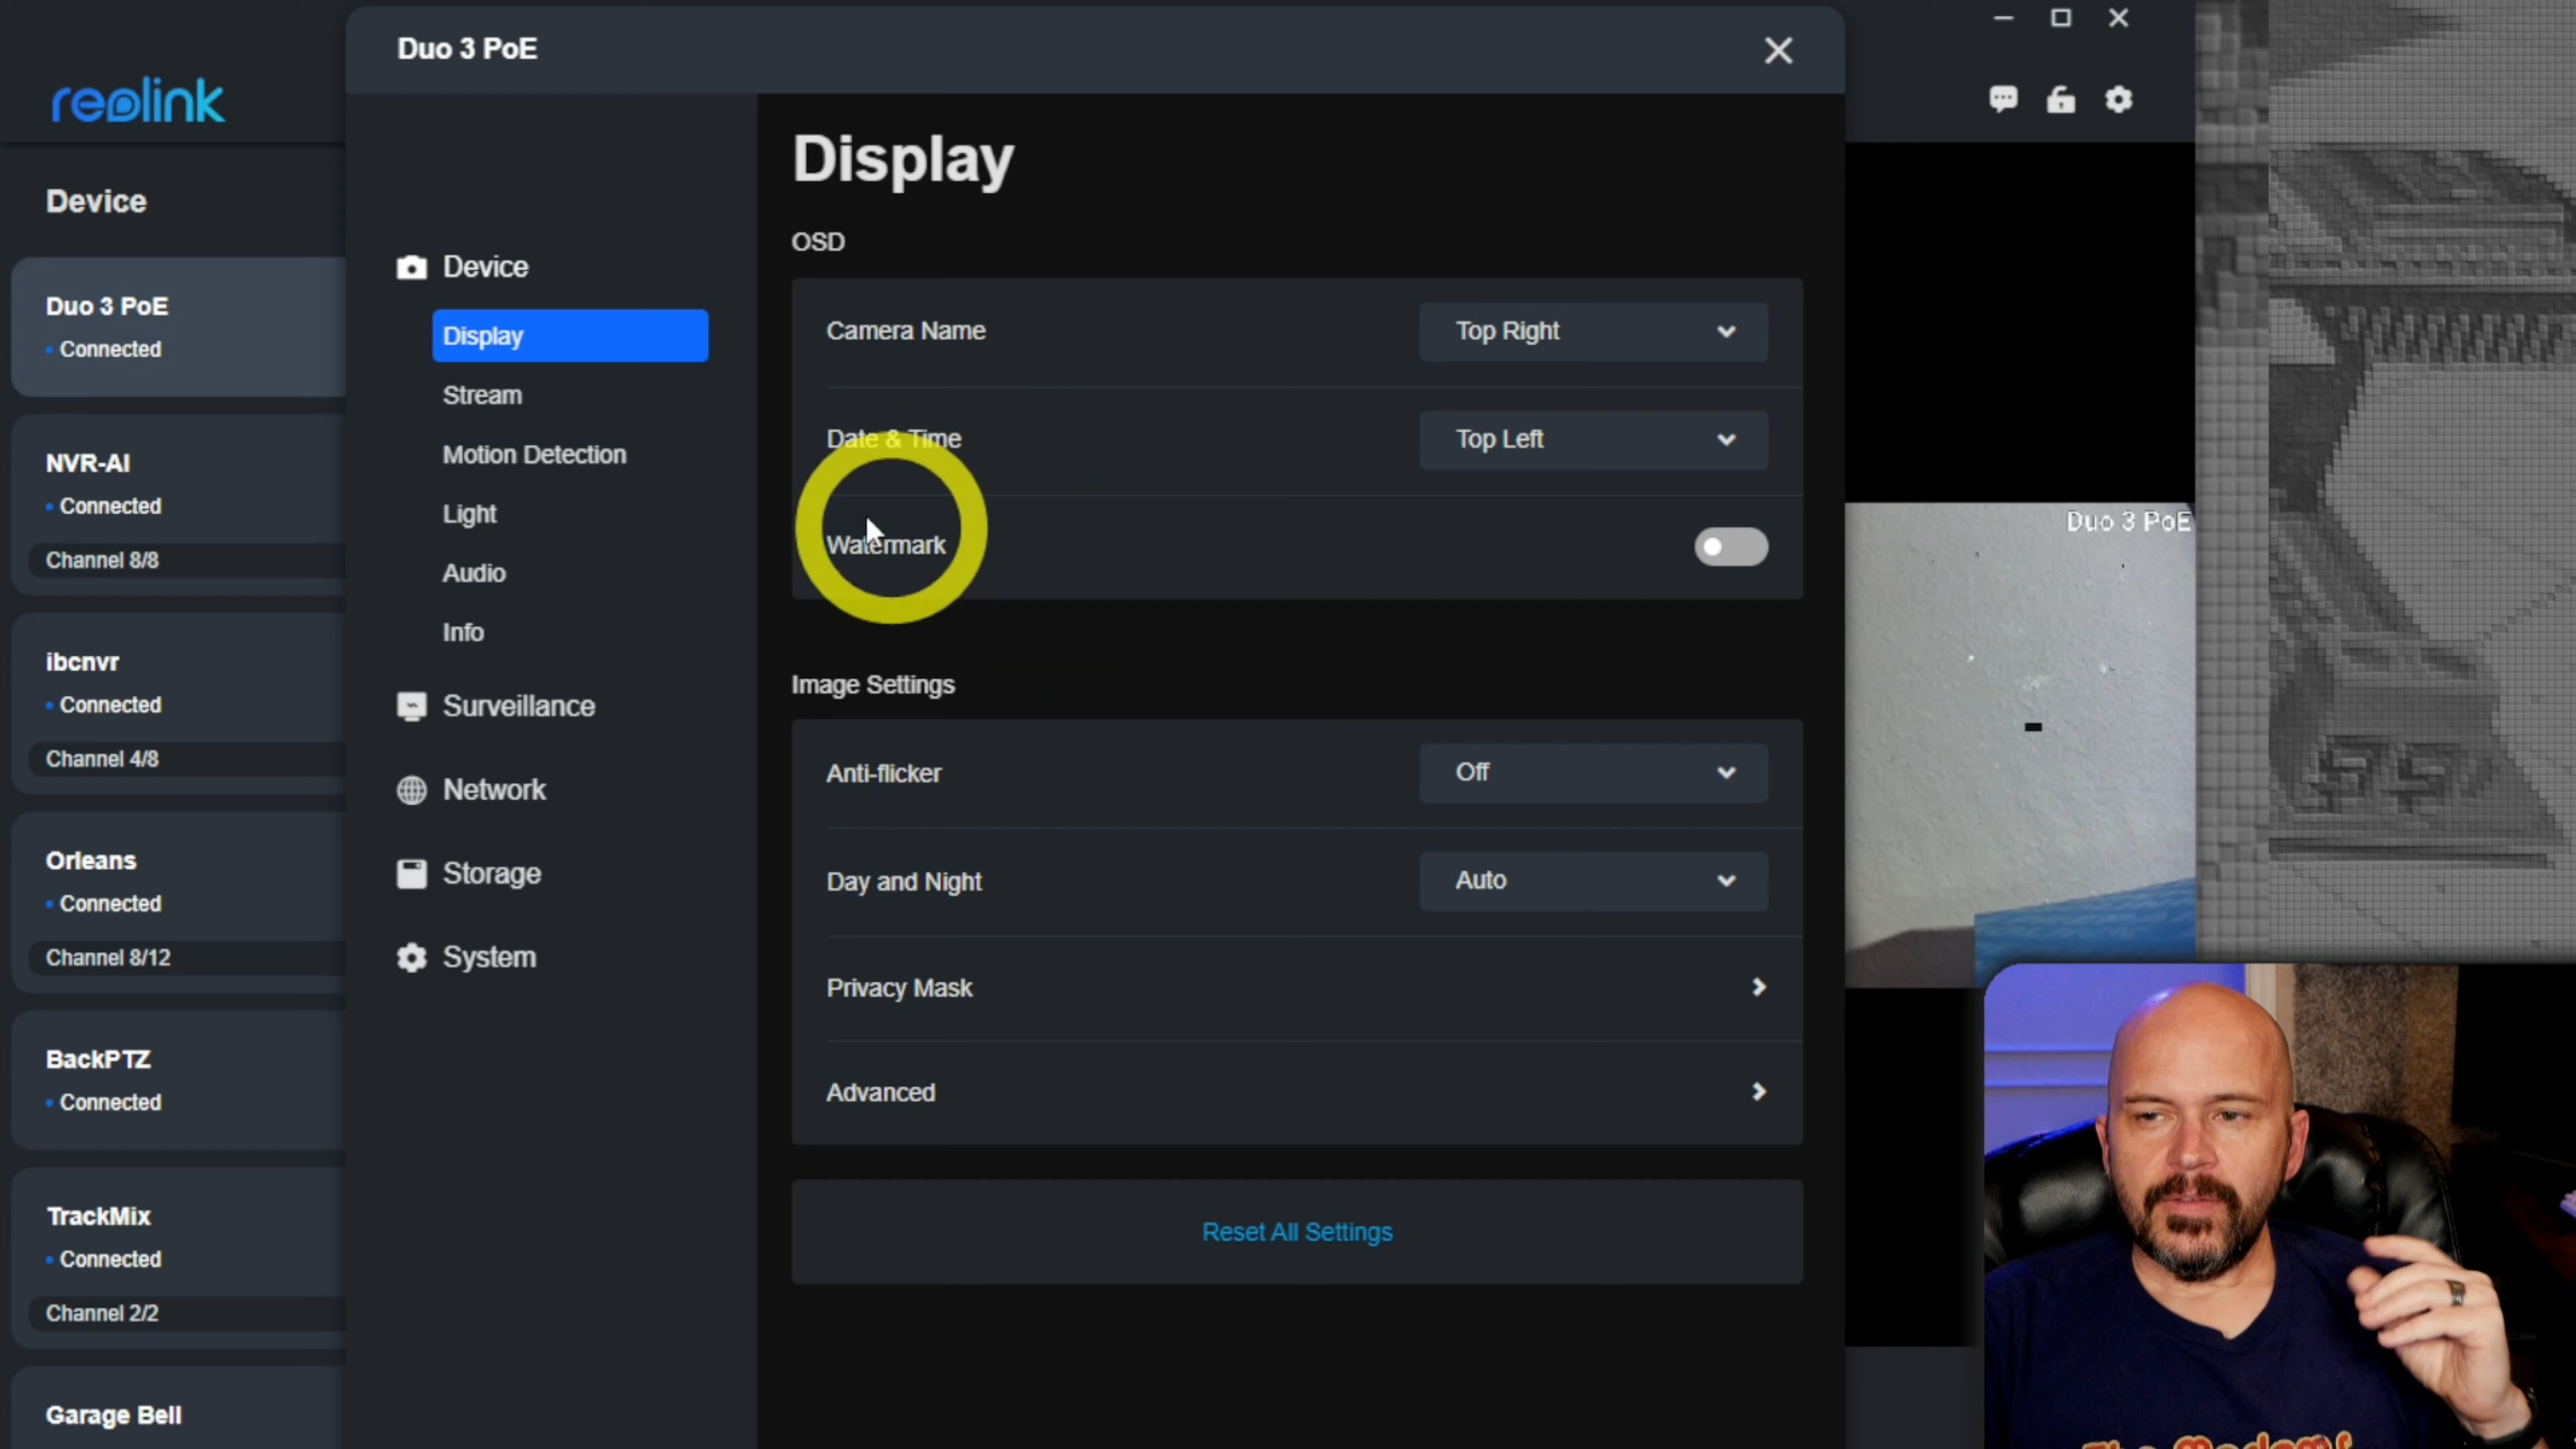 reolink
Device
Duo 3 PoE
Connected
NVR-AI
Connected
Channel 8/8
ibcnvr
Connected
Channel 4/8
Orleans
Connected
Channel 8/12
BackPTZ
Connected
TrackMix
Connected
Channel 2/2
Garage Bell
Duo 3 PoE
Device
Display
Stream
Motion Detection
Light
Audio
Info
Surveillance
Network
Storage
System
Display
OSD
Camera Name
Top Right
Date & Time
Top Left
Watermark
Image Settings
Anti-flicker
Off
Day and Night
Auto
Privacy Mask
Advanced
Reset All Settings
Duo 3 PoE